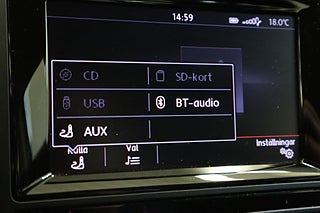 14:59
18.0°C
CD
SD-kort
USB
BT-audio
AUX
Källa
Val
Inställningar